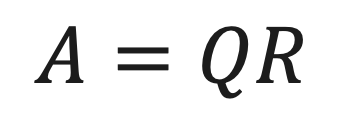 A = QR